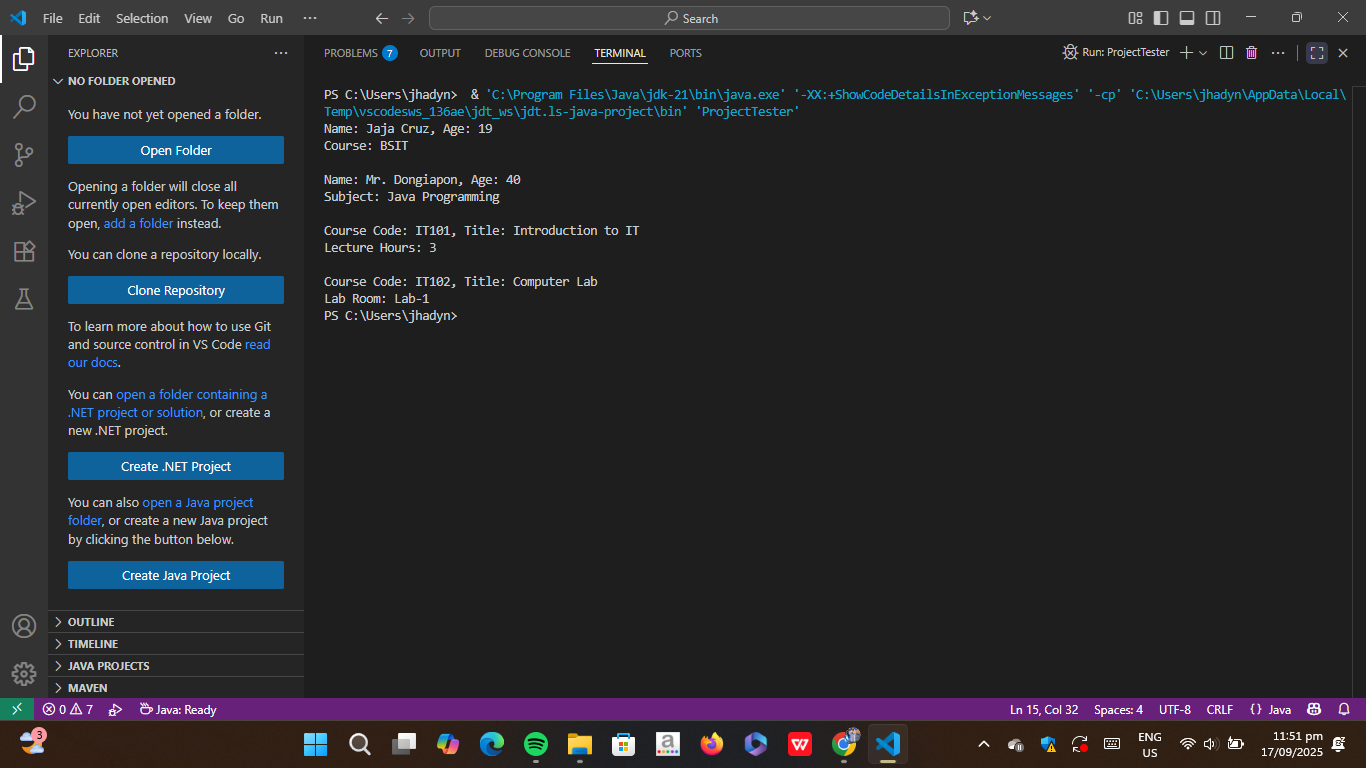 File Edit Selection View Go Run ···
Search
EXPLORER
NO FOLDER OPENED
You have not yet opened a folder.
Open Folder
Opening a folder will close all
currently open editors. To keep them
open, add a folder instead.
You can clone a repository locally.
Clone Repository
To learn more about how to use Git
and source control in VS Code read
our docs.
You can open a folder containing a
.NET project or solution, or create a
new .NET project.
Create .NET Project
You can also open a Java project
folder, or create a new Java project
by clicking the button below.
Create Java Project
OUTLINE
TIMELINE
JAVA PROJECTS
MAVEN
PROBLEMS 7 OUTPUT DEBUG CONSOLE TERMINAL PORTS
Run: ProjectTester
PS C:\Users\jhadyn>  & 'C:\Program Files\Java\jdk-21\bin\java.exe' '-XX:+ShowCodeDetailsInExceptionMessages' '-cp' 'C:\Users\jhadyn\AppData\Local\
Temp\vscodesws_136ae\jdt_ws\jdt.ls-java-project\bin' 'ProjectTester'
Name: Jaja Cruz, Age: 19
Course: BSIT
Name: Mr. Dongiapon, Age: 40
Subject: Java Programming
Course Code: IT101, Title: Introduction to IT
Lecture Hours: 3
Course Code: IT102, Title: Computer Lab
Lab Room: Lab-1
PS C:\Users\jhadyn>
0 7 Java: Ready
Ln 15, Col 32 Spaces: 4 UTF-8 CRLF {} Java
3
ENG
US
11:51 pm
17/09/2025